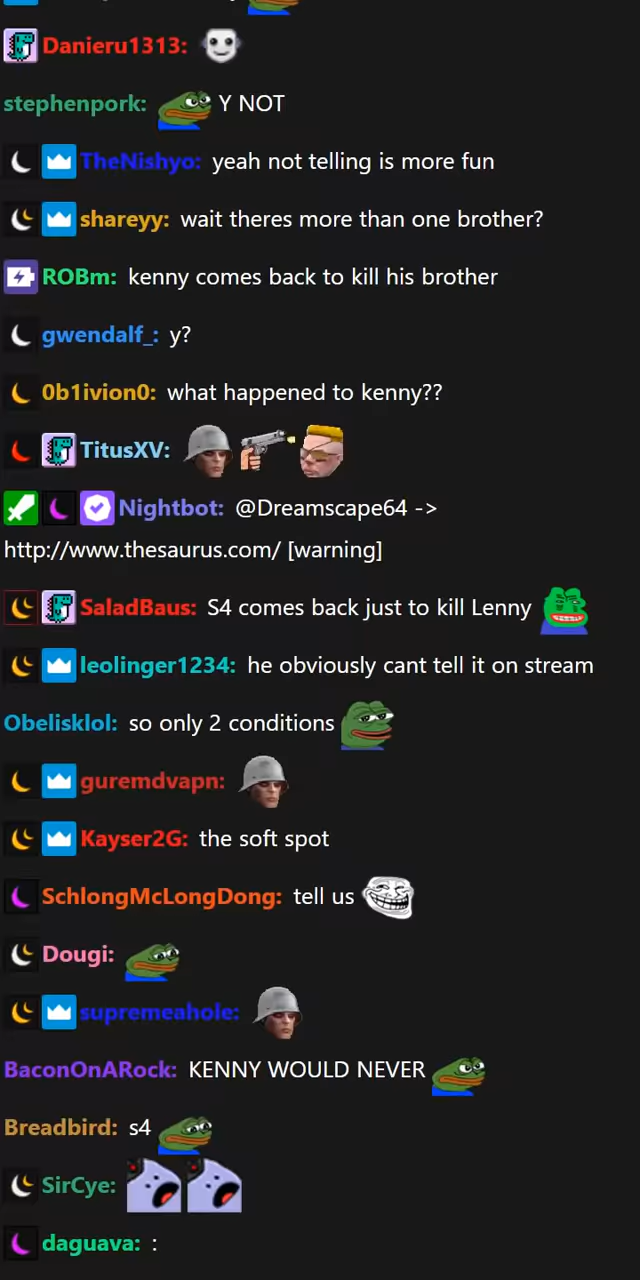 Danieru1313:
stephenpork: Y NOT
TheNishyo: yeah not telling is more fun
shareyy: wait theres more than one brother?
ROBm: kenny comes back to kill his brother
gwendalf_: y?
0b1ivion0: what happened to kenny??
TitusXV:
Nightbot: @Dreamscape64 ->
http://www.thesaurus.com/ [warning]
SaladBaus: S4 comes back just to kill Lenny
leolinger1234: he obviously cant tell it on stream
Obelisklol: so only 2 conditions
guremdvapn:
Kayser2G: the soft spot
SchlongMcLongDong: tell us
Dougi:
supremeahole:
BaconOnARock: KENNY WOULD NEVER
Breadbird: s4
SirCye:
daguava: :